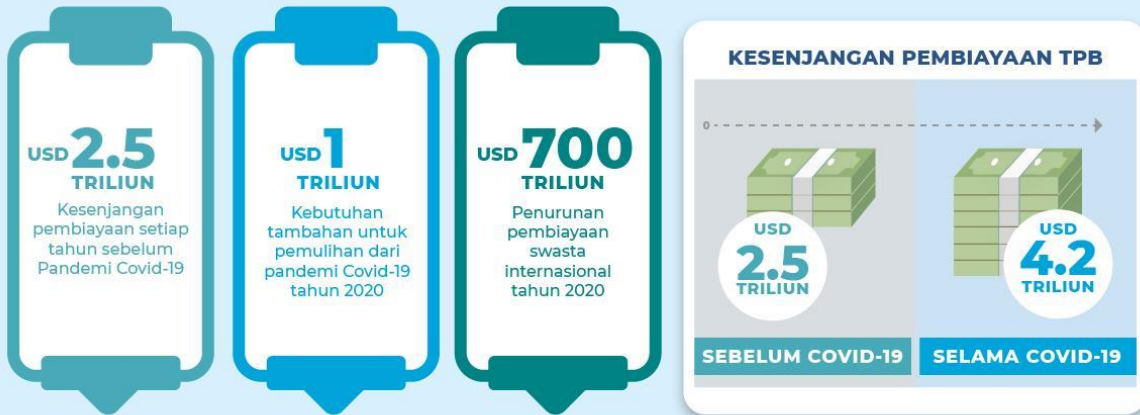 USD 2.5
TRILIUN
Kesenjangan
pembiayaan setiap
tahun sebelum
Pandemi Covid-19
USD 1
TRILIUN
Kebutuhan
tambahan untuk
pemulihan dari
pandemi Covid-19
tahun 2020
USD 700
TRILIUN
Penurunan
pembiayaan
swasta
internasional
tahun 2020
KESENJANGAN PEMBIAYAAN TPB
0
USD
2.5
TRILIUN
SEBELUM COVID-19
USD
4.2
TRILIUN
SELAMA COVID-19